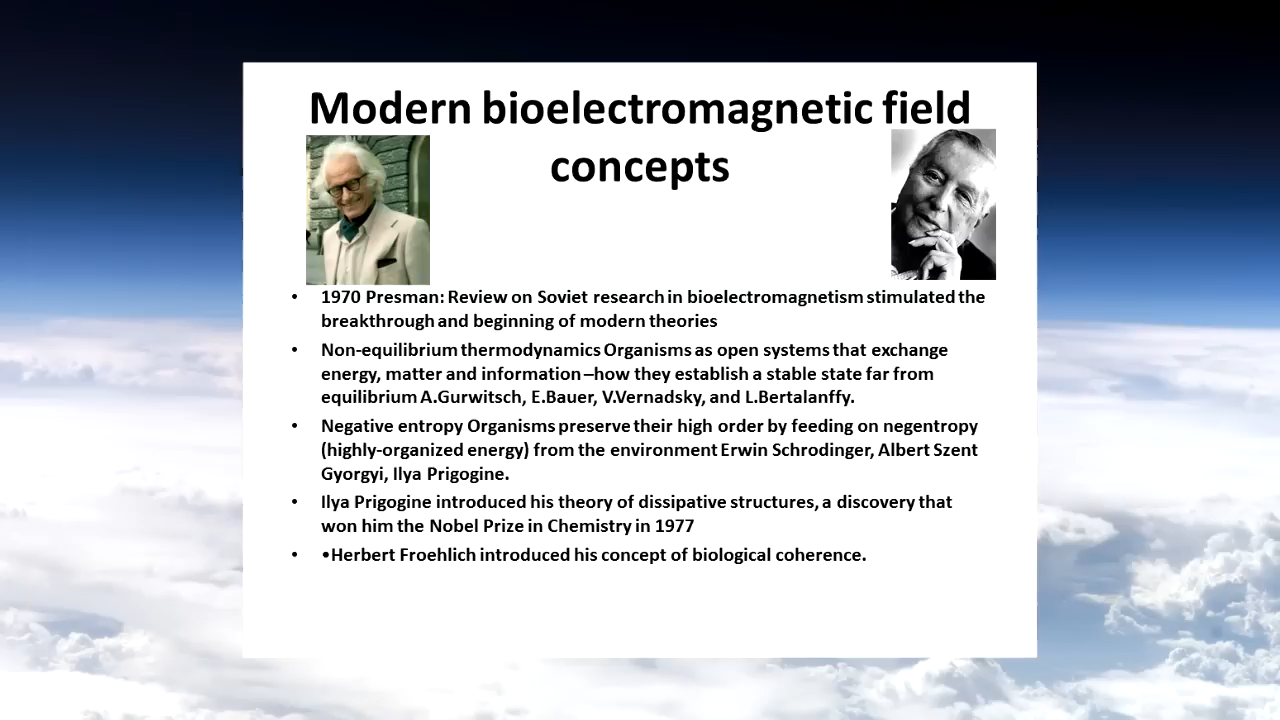 Modern bioelectromagnetic field
concepts
• 1970 Presman: Review on Soviet research in bioelectromagnetism stimulated the
breakthrough and beginning of modern theories
• Non-equilibrium thermodynamics Organisms as open systems that exchange
energy, matter and information –how they establish a stable state far from
equilibrium A.Gurwitsch, E.Bauer, V.Vernadsky, and L.Bertalanffy.
• Negative entropy Organisms preserve their high order by feeding on negentropy
(highly-organized energy) from the environment Erwin Schrodinger, Albert Szent
Gyorgyi, Ilya Prigogine.
• Ilya Prigogine introduced his theory of dissipative structures, a discovery that
won him the Nobel Prize in Chemistry in 1977
• •Herbert Froehlich introduced his concept of biological coherence.